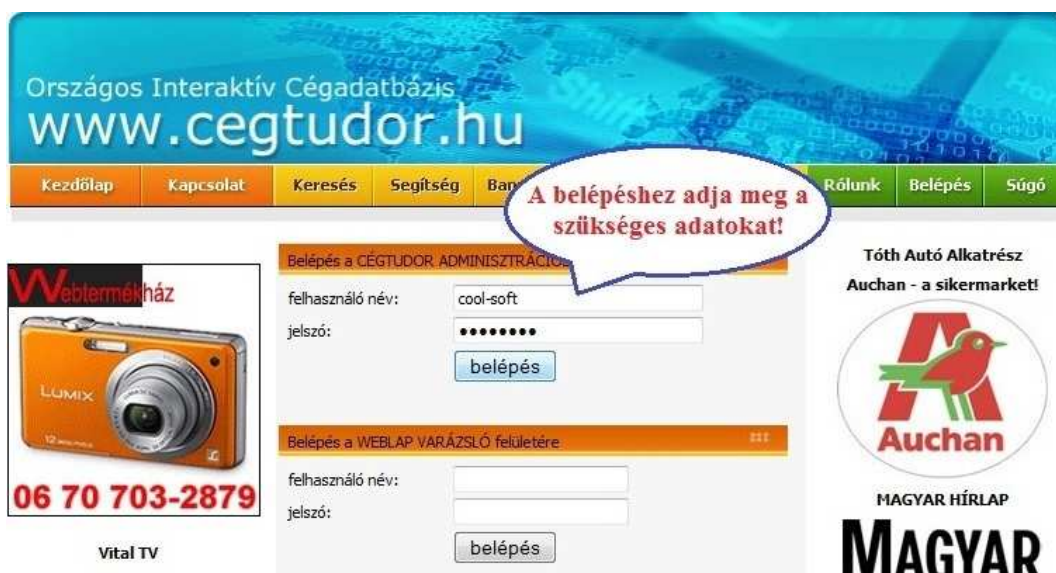 Országos Interaktív Cégadatbázis
www.cegtudor.hu
Kezdőlap Kapcsolat Keresés Segítség Rólunk Belépés Súgó
A belépéshez adja meg a
szükséges adatokat!
Belépés a CÉGTUDOR
felhasználó név: cool-soft
jelszó: ••••••••
belépés
Belépés a WEBLAP VARÁZSLÓ felületére
felhasználó név:
jelszó:
belépés
Webtermékház
LUMIX
06 70 703-2879
Vital TV
Tóth Autó Alkatrész
Auchan - a sikermarket!
Auchan
MAGYAR HÍRLAP
MAGYAR